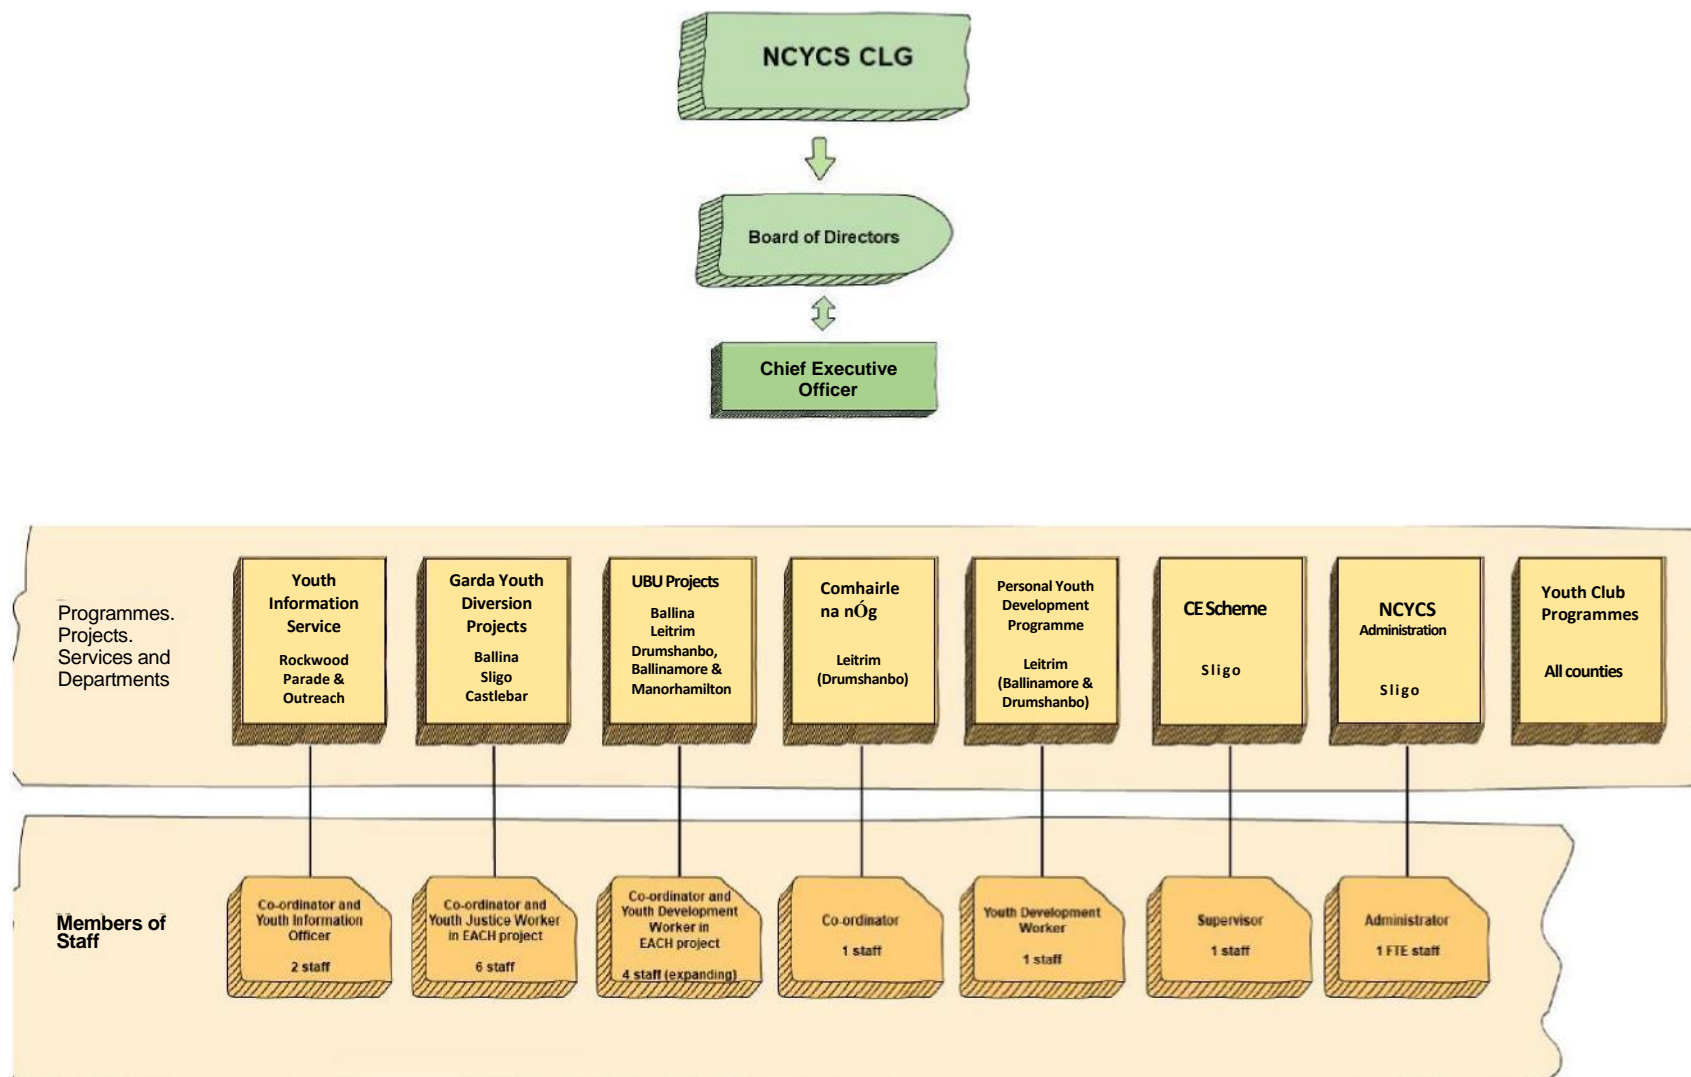 NCYCS CLG
Board of Directors
Chief Executive
Officer
Programmes.
Projects.
Services and
Departments
Youth
Information
Service
Rockwood
Parade &
Outreach
Garda Youth
Diversion
Projects
Ballina
Sligo
Castlebar
UBU Projects
Ballina
Leitrim
Drumshanbo,
Ballinamore &
Manorhamilton
Comhairle
na nÓg
Leitrim
(Drumshanbo)
Personal Youth
Development
Programme
Leitrim
(Ballinamore &
Drumshanbo)
CE Scheme
Sligo
NCYCS
Administration
Sligo
Youth Club
Programmes
All counties
Members of
Staff
Co-ordinator and
Youth Information
Officer
2 staff
Co-ordinator and
Youth Justice Worker
in EACH project
6 staff
Co-ordinator and
Youth Development
Worker in
EACH project
4 staff (expanding)
Co-ordinator
1 staff
Youth Development
Worker
1 staff
Supervisor
1 staff
Administrator
1 FTE staff